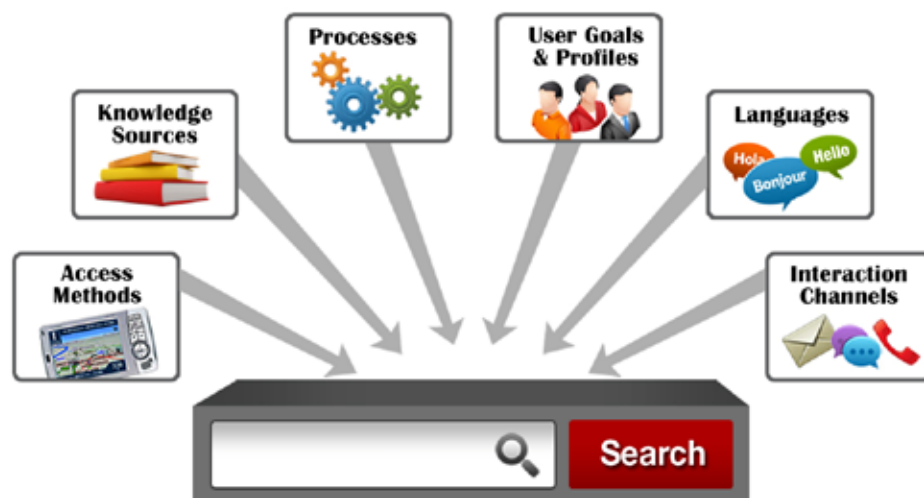 Processes
User Goals
& Profiles
Knowledge
Sources
Languages
Hola
Hello
Bonjour
Access
Methods
Interaction
Channels
Search